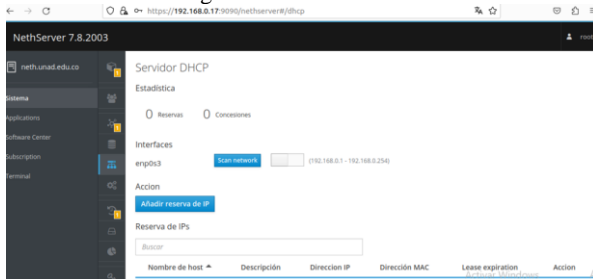 https://192.168.0.17:9090/nethserver#/dhcp
NethServer 7.8.2003
root
neth.unad.edu.co
Servidor DHCP
Estadística
Sistema
0 Reservas 0 Concesiones
Applications
Software Center
Interfaces
Subscription
enp0s3 Scan network (192.168.0.1 - 192.168.0.254)
Terminal
Accion
Añadir reserva de IP
Reserva de IPs
Buscar
Nombre de host Descripción Direccion IP Dirección MAC Lease expiration Accion
Activar Windows